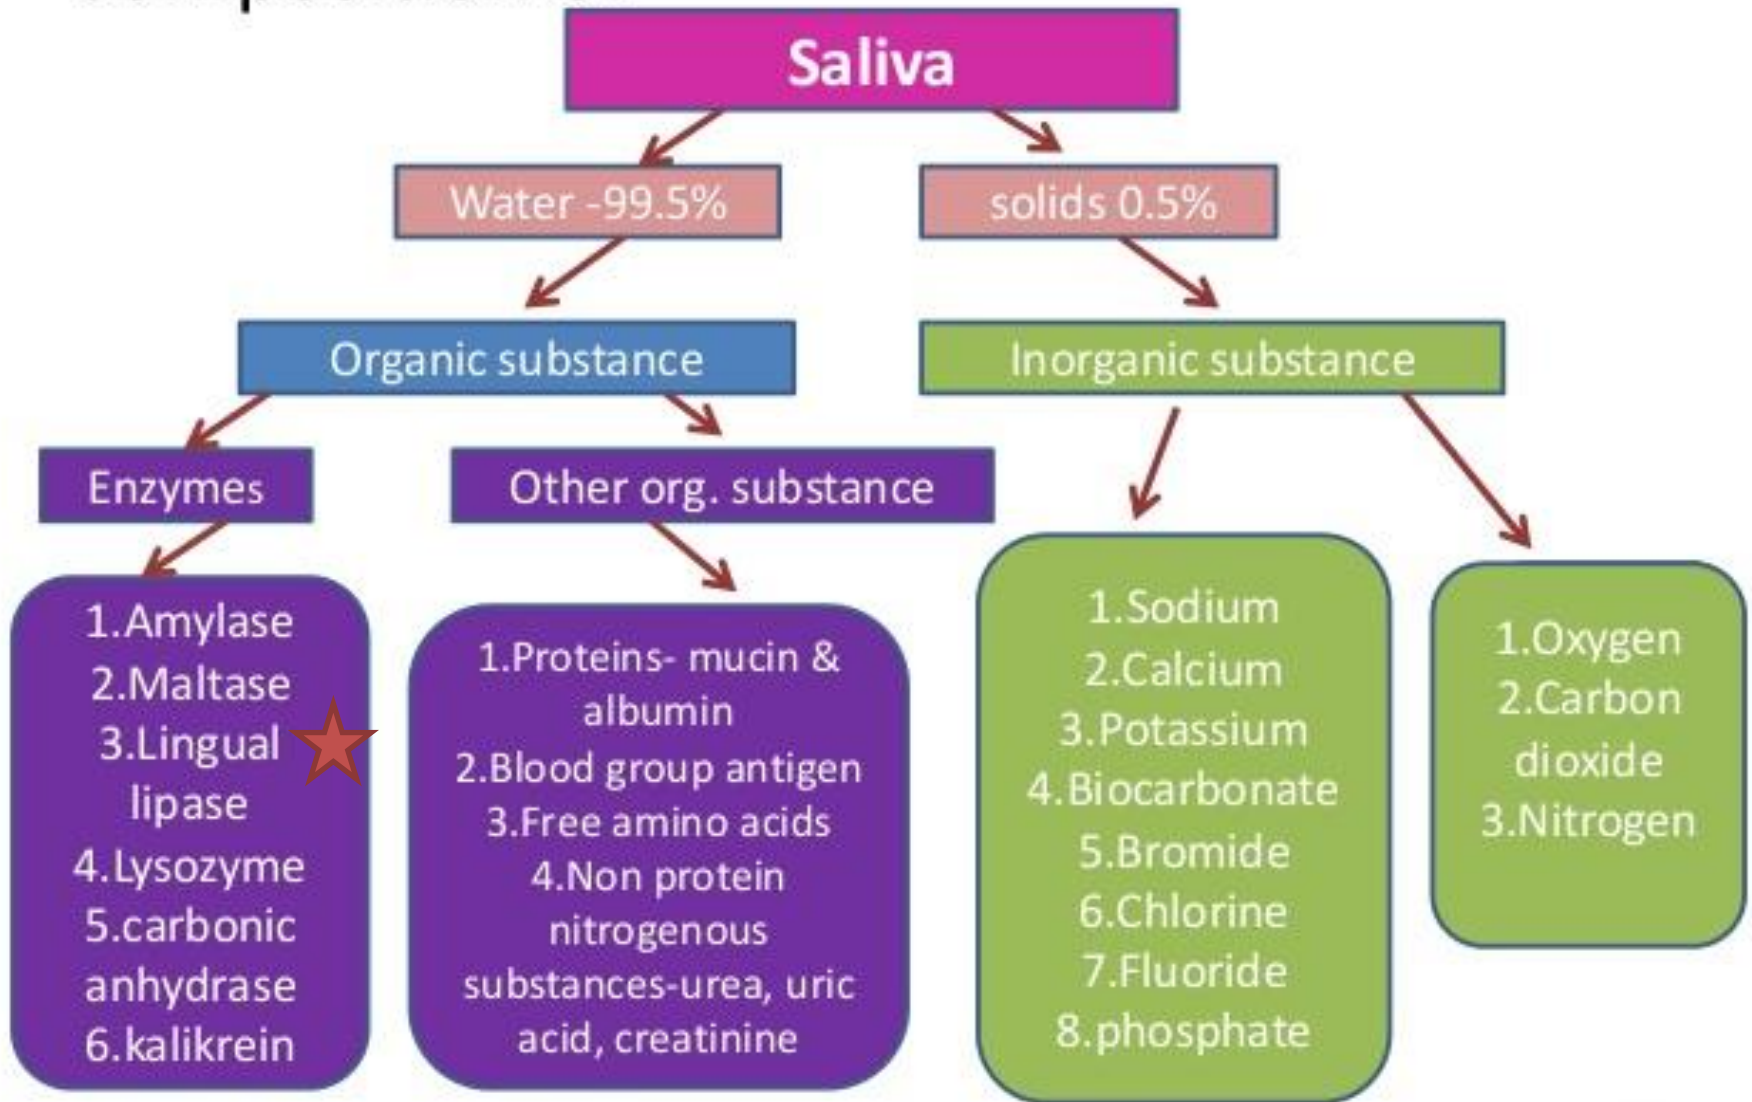 Saliva
Water -99.5%
solids 0.5%
Organic substance
Inorganic substance
Enzymes
Other org. substance
1.Amylase
2.Maltase
3.Lingual
lipase
4.Lysozyme
5.carbonic
anhydrase
6.kalikrein
1.Proteins- mucin &
albumin
2.Blood group antigen
3.Free amino acids
4.Non protein
nitrogenous
substances-urea, uric
acid, creatinine
1.Sodium
2.Calcium
3.Potassium
4.Biocarbonate
5.Bromide
6.Chlorine
7.Fluoride
8.phosphate
1.Oxygen
2.Carbon
dioxide
3.Nitrogen